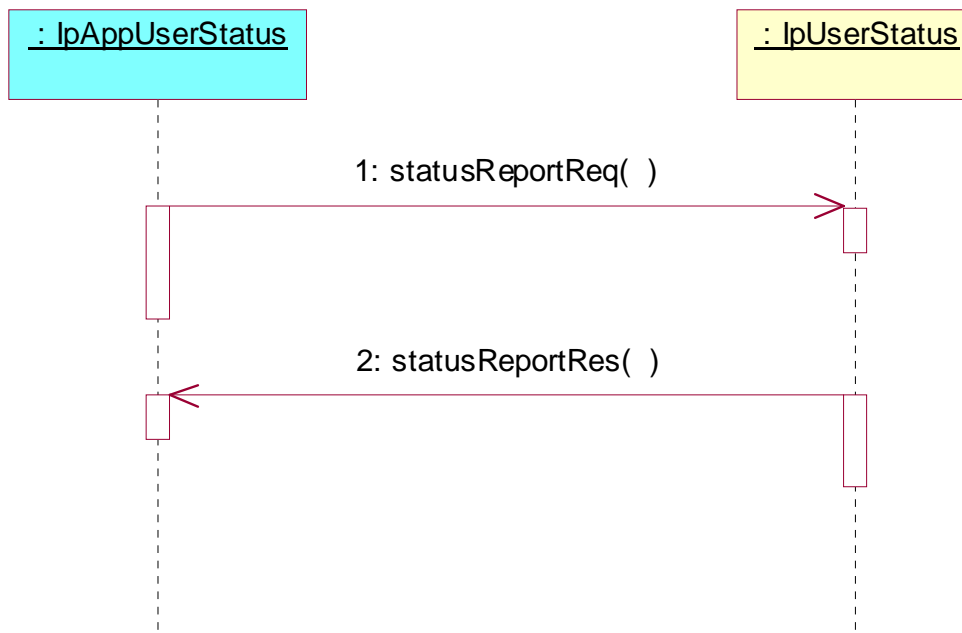 : IpAppUserStatus
: IpUserStatus
1: statusReportReq( )
2: statusReportRes( )